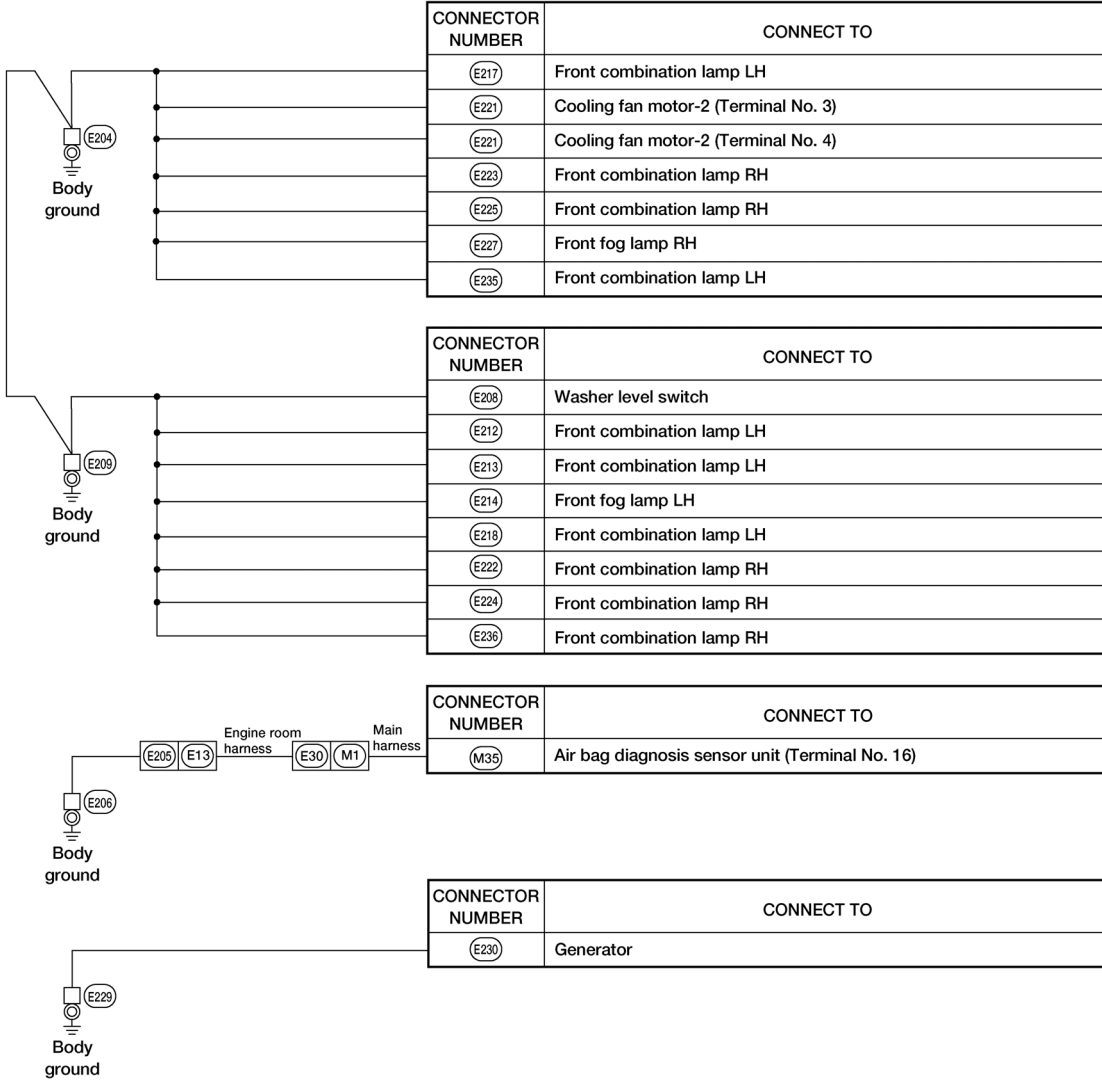 CONNECTOR NUMBER CONNECT TO
E217 Front combination lamp LH
E221 Cooling fan motor-2 (Terminal No. 3)
E221 Cooling fan motor-2 (Terminal No. 4)
E223 Front combination lamp RH
E225 Front combination lamp RH
E227 Front fog lamp RH
E235 Front combination lamp LH
E204
Body
ground
CONNECTOR NUMBER CONNECT TO
E208 Washer level switch
E212 Front combination lamp LH
E213 Front combination lamp LH
E214 Front fog lamp LH
E218 Front combination lamp LH
E222 Front combination lamp RH
E224 Front combination lamp RH
E236 Front combination lamp RH
E209
Body
ground
CONNECTOR NUMBER CONNECT TO
M35 Air bag diagnosis sensor unit (Terminal No. 16)
Engine room
harness
Main
harness
E205 E13 E30 M1
E206
Body
ground
CONNECTOR NUMBER CONNECT TO
E230 Generator
E229
Body
ground